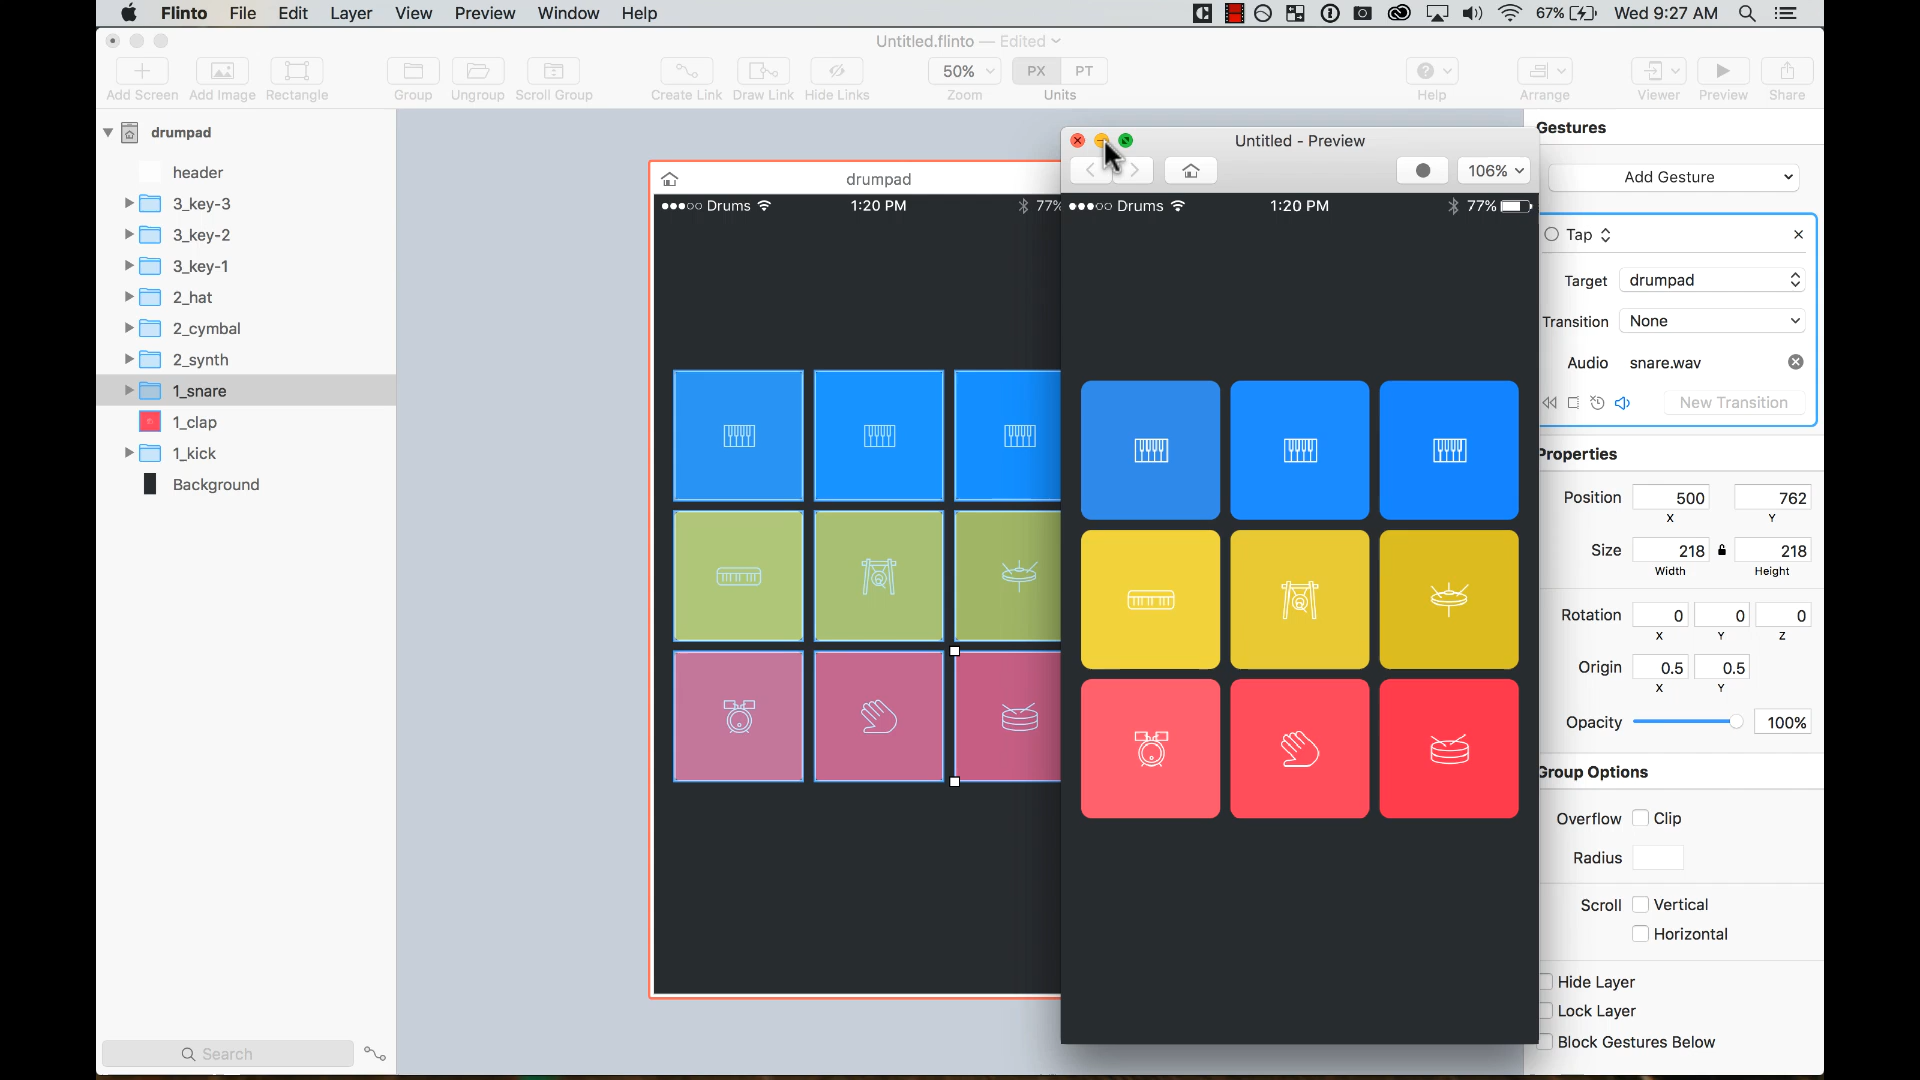 Flinto File Edit Layer View Preview Window Help
67% Wed 9:27 AM
Untitled.flinto — Edited
50% PX PT
Add Screen Add Image Rectangle Group Ungroup Scroll Group Create Link Draw Link Hide Links Zoom Units Help Arrange Viewer Preview Share
drumpad
header
3_key-3
3_key-2
3_key-1
2_hat
2_cymbal
2_synth
1_snare
1_clap
1_kick
Background
Search
drumpad
Drums 1:20 PM 77%
Untitled - Preview
106%
Drums 1:20 PM 77%
Gestures
Add Gesture
Tap
Target drumpad
Transition None
Audio snare.wav
New Transition
Properties
Position 500 762
X Y
Size 218 218
Width Height
Rotation 0 0 0
X Y Z
Origin 0.5 0.5
X Y
Opacity 100%
Group Options
Overflow Clip
Radius
Scroll Vertical
Horizontal
Hide Layer
Lock Layer
Block Gestures Below